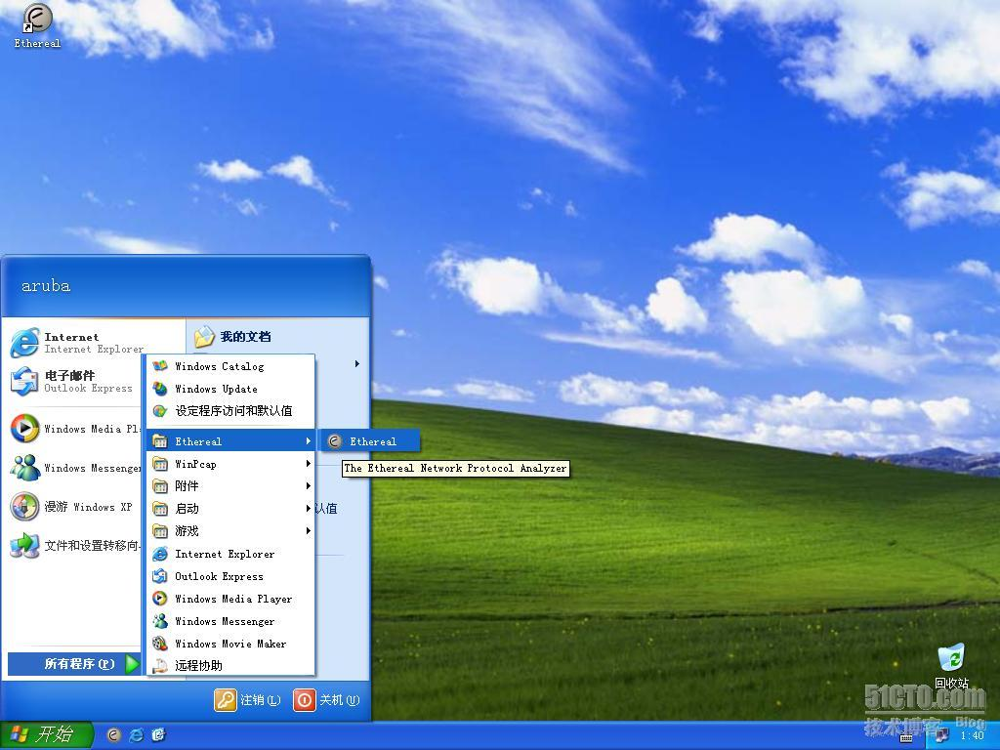 Ethereal
aruba
Internet
Internet Explorer
电子邮件
Outlook Express
Windows Media Pl
Windows Messenger
漫游 Windows XP
文件和设置转移向
所有程序(P)
我的文档
认值
Windows Catalog
Windows Update
设定程序访问和默认值
Ethereal
WinPcap
附件
启动
游戏
Internet Explorer
Outlook Express
Windows Media Player
Windows Messenger
Windows Movie Maker
远程协助
Ethereal
The Ethereal Network Protocol Analyzer
注销(L)
关机(U)
回收站
51CTO.com
技术博客 Blog
开始
1:40